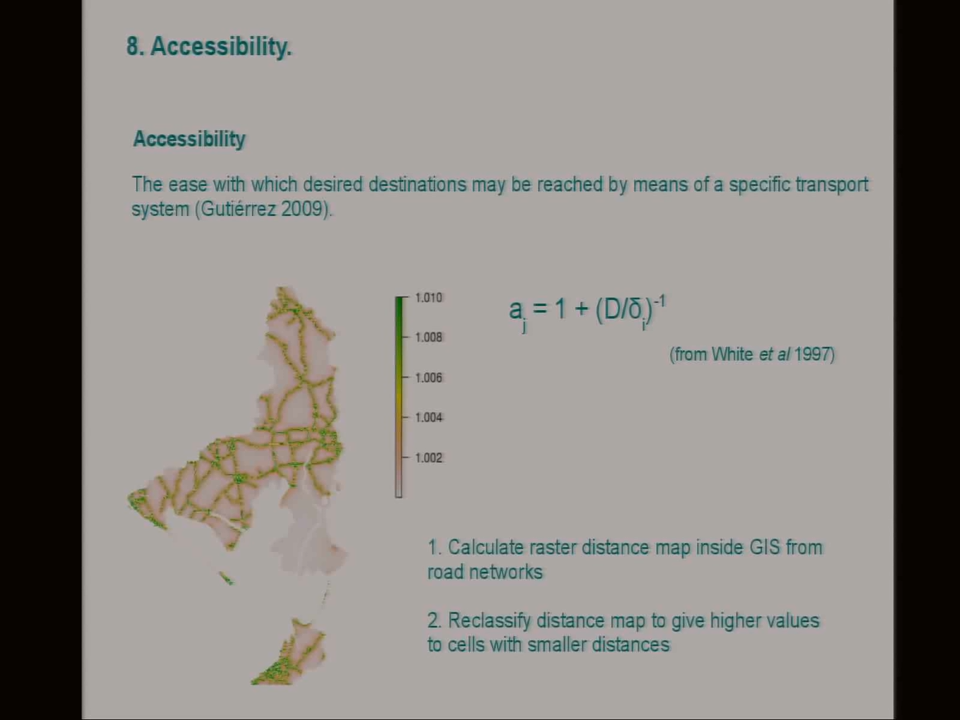 8. Accessibility.
Accessibility
The ease with which desired destinations may be reached by means of a specific transport
system (Gutiérrez 2009).
1.010
1.008
1.006
1.004
1.002
aj = 1 + (D/δi)-1
(from White et al 1997)
1. Calculate raster distance map inside GIS from
road networks
2. Reclassify distance map to give higher values
to cells with smaller distances